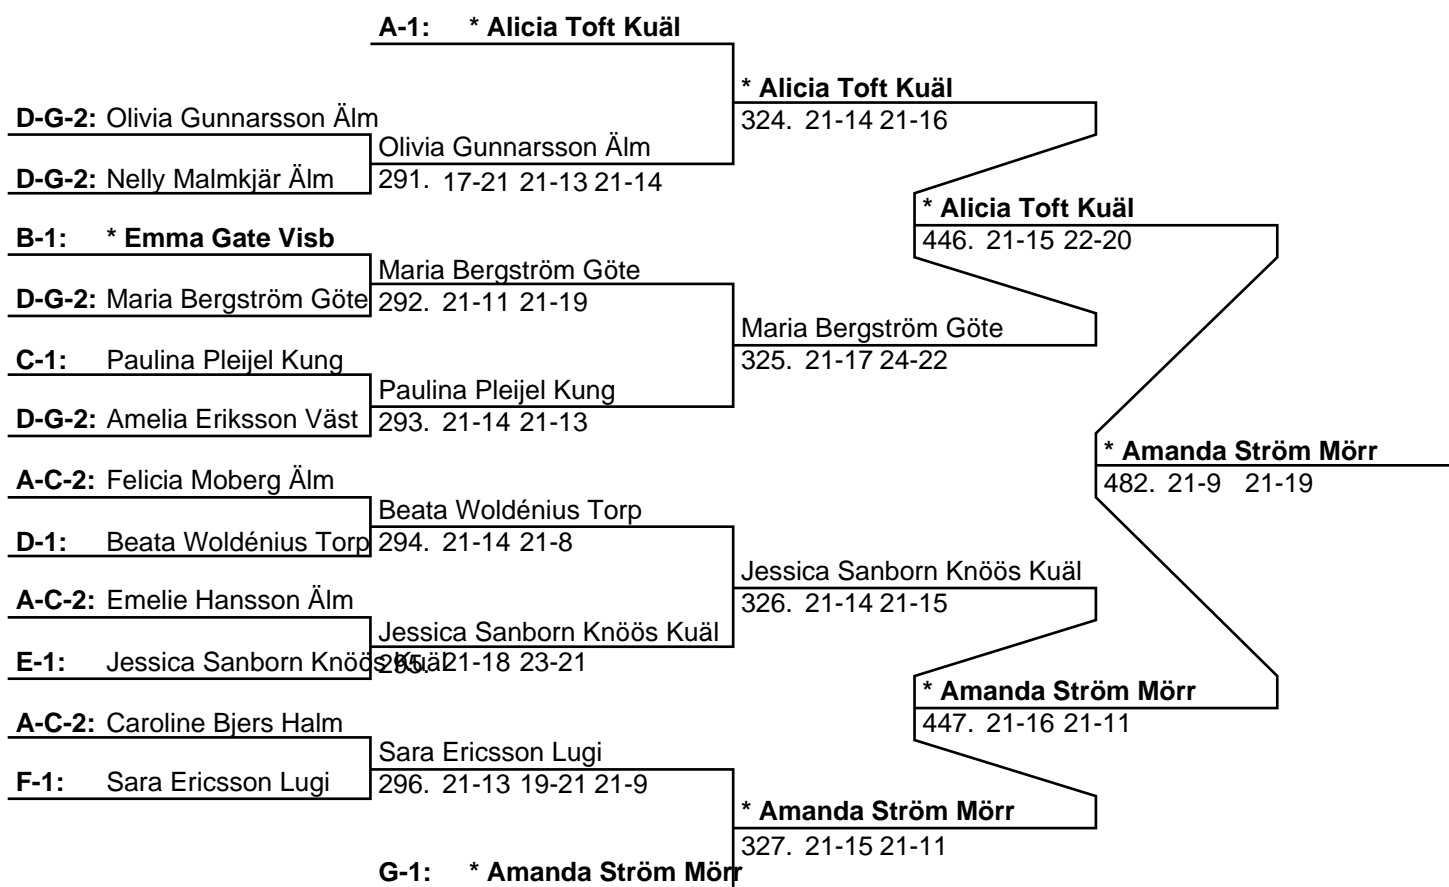 A-1: * Alicia Toft Kuäl
* Alicia Toft Kuäl
324. 21-14 21-16
D-G-2: Olivia Gunnarsson Älm
Olivia Gunnarsson Älm
D-G-2: Nelly Malmkjär Älm
291. 17-21 21-13 21-14
* Alicia Toft Kuäl
446. 21-15 22-20
B-1: * Emma Gate Visb
Maria Bergström Göte
D-G-2: Maria Bergström Göte
292. 21-11 21-19
Maria Bergström Göte
325. 21-17 24-22
C-1: Paulina Pleijel Kung
Paulina Pleijel Kung
D-G-2: Amelia Eriksson Väst
293. 21-14 21-13
* Amanda Ström Mörr
482. 21-9 21-19
A-C-2: Felicia Moberg Älm
Beata Woldénius Torp
D-1: Beata Woldénius Torp
294. 21-14 21-8
Jessica Sanborn Knöös Kuäl
326. 21-14 21-15
A-C-2: Emelie Hansson Älm
Jessica Sanborn Knöös Kuäl
E-1: Jessica Sanborn Knöös Kuäl
295. 21-18 23-21
* Amanda Ström Mörr
447. 21-16 21-11
A-C-2: Caroline Bjers Halm
Sara Ericsson Lugi
F-1: Sara Ericsson Lugi
296. 21-13 19-21 21-9
* Amanda Ström Mörr
327. 21-15 21-11
G-1: * Amanda Ström Mörr